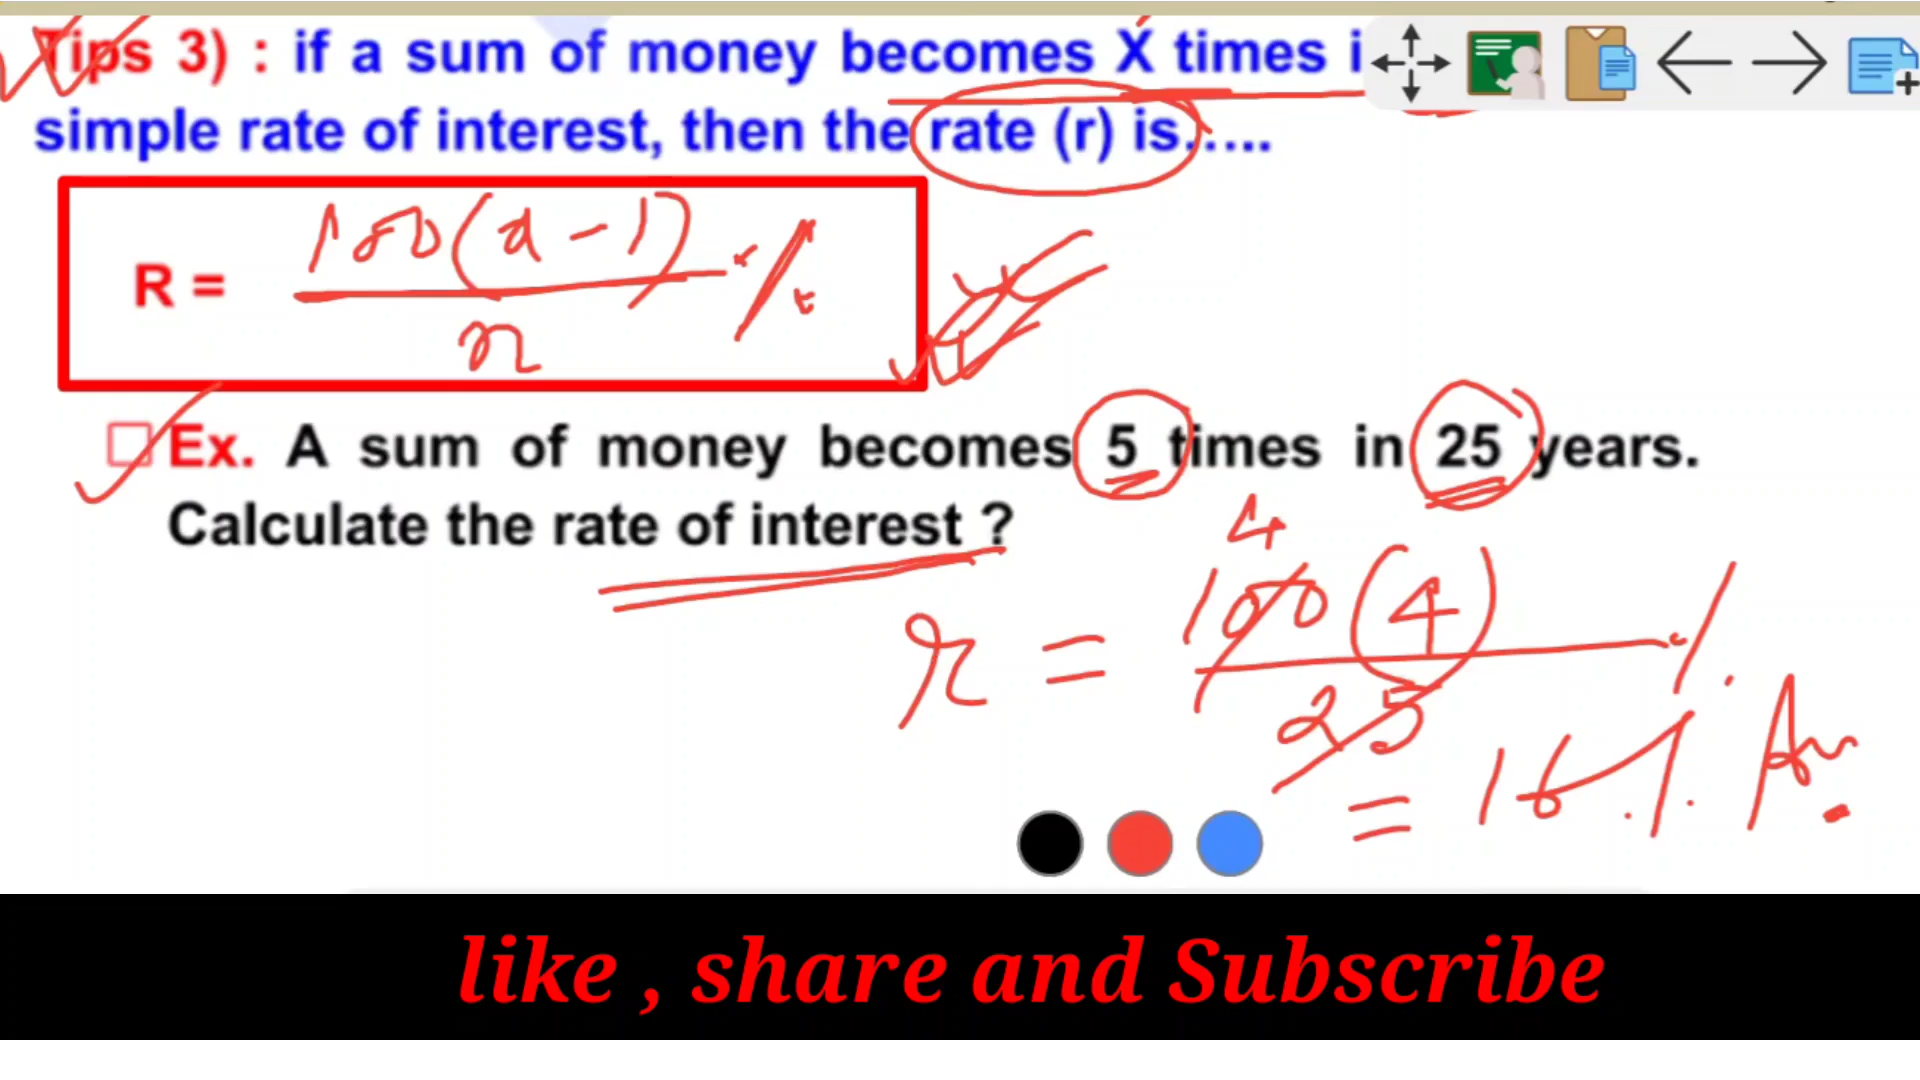 Tips 3) : if a sum of money becomes X times i
simple rate of interest, then the rate (r) is.....
R = 100(x-1)/n %
Ex. A sum of money becomes 5 times in 25 years.
Calculate the rate of interest ?
4
r = 100(4)/25 %
= 16% Ans.
like , share and Subscribe